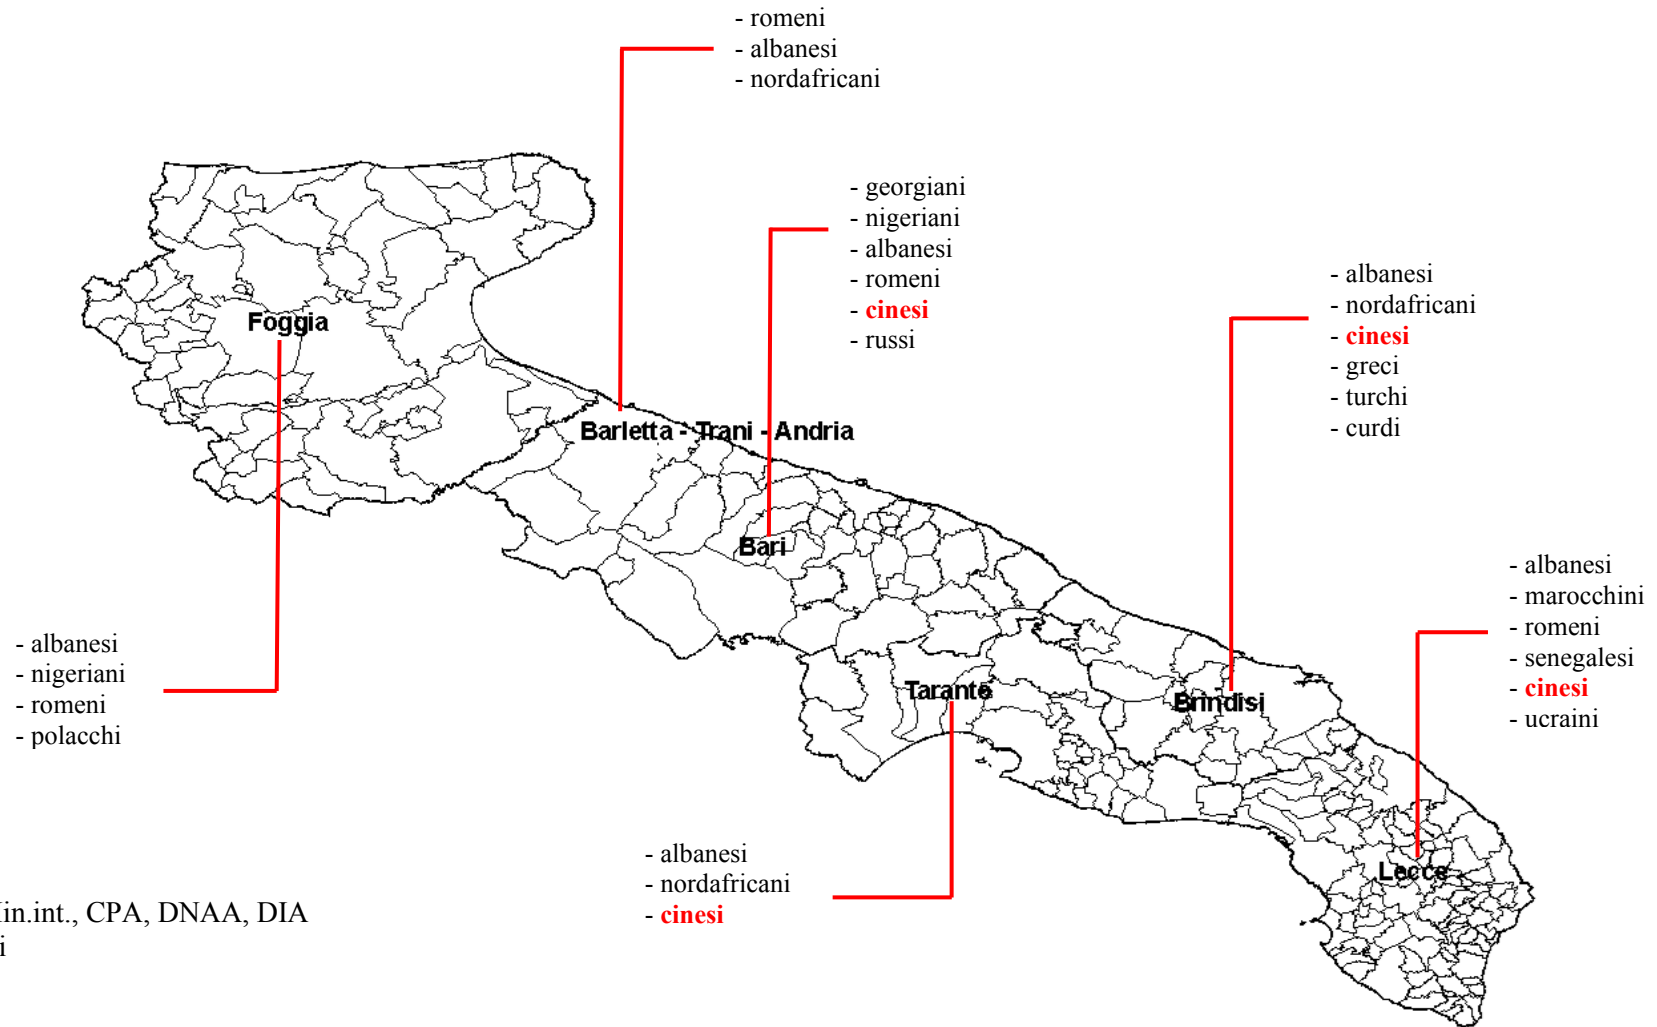 - romeni
- albanesi
- nordafricani
- georgiani
- nigeriani
- albanesi
- romeni
- cinesi
- russi
- albanesi
- nordafricani
- cinesi
- greci
- turchi
- curdi
Foggia
Barletta - Trani - Andria
Bari
- albanesi
- marocchini
- romeni
- senegalesi
- cinesi
- ucraini
- albanesi
- nigeriani
- romeni
- polacchi
Tarante
Brindisi
Lecce
- albanesi
- nordafricani
- cinesi
in.int., CPA, DNAA, DIA
i